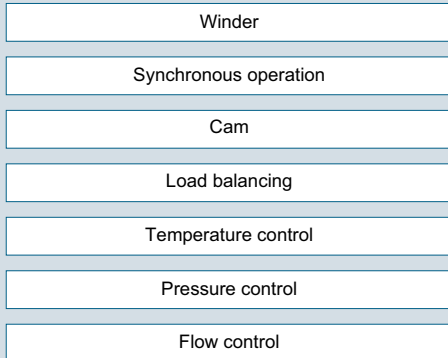 Winder
Synchronous operation
Cam
Load balancing
Temperature control
Pressure control
Flow control